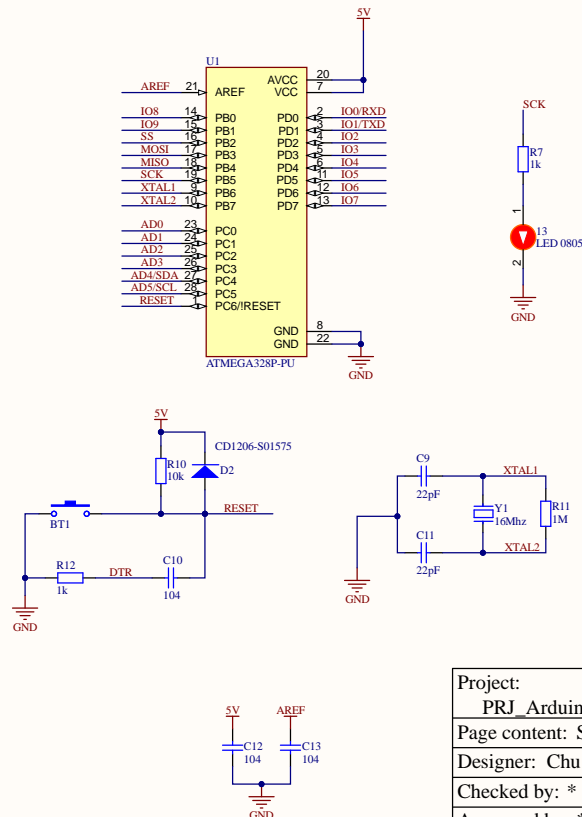 5V
U1
AREF 21 AREF AVCC 20
VCC 7
IO8 14 PB0 PD0 2 IO0/RXD
IO9 15 PB1 PD1 3 IO1/TXD
SS 16 PB2 PD2 4 IO2
MOSI 17 PB3 PD3 5 IO3
MISO 18 PB4 PD4 6 IO4
SCK 19 PB5 PD5 11 IO5
XTAL1 9 PB6 PD6 12 IO6
XTAL2 10 PB7 PD7 13 IO7
AD0 23 PC0
AD1 24 PC1
AD2 25 PC2
AD3 26 PC3
AD4/SDA 27 PC4
AD5/SCL 28 PC5
RESET 1 PC6/!RESET
GND 8
GND 22
ATMEGA328P-PU
GND
SCK
R7
1k
1
13
LED 0805
2
GND
5V
CD1206-S01575
R10
10k
D2
RESET
BT1
R12
1k
DTR
C10
104
GND
C9
22pF
XTAL1
Y1
16Mhz
R11
1M
C11
22pF
XTAL2
GND
5V
AREF
C12
104
C13
104
GND
Project:
PRJ_Arduin
Page content: S
Designer: Chu
Checked by: *